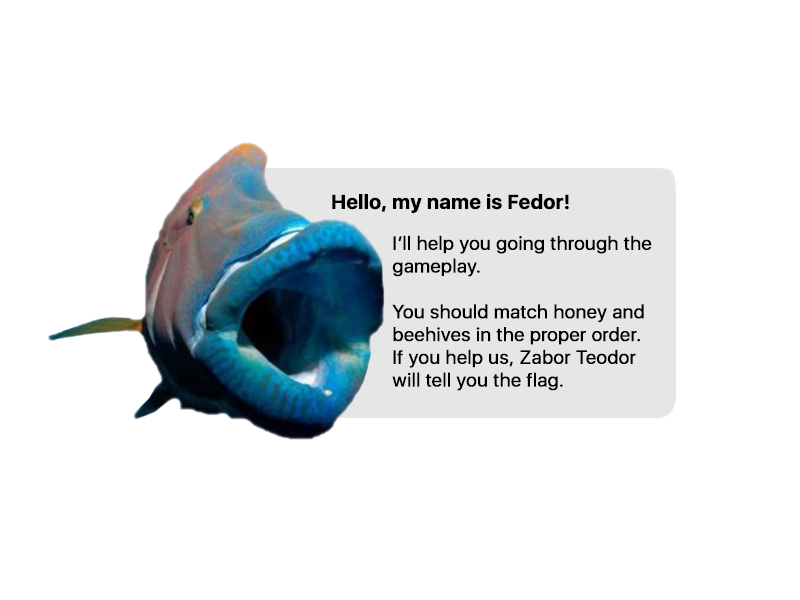 Hello, my name is Fedor!
I'll help you going through the
gameplay.
You should match honey and
beehives in the proper order.
If you help us, Zabor Teodor
will tell you the flag.